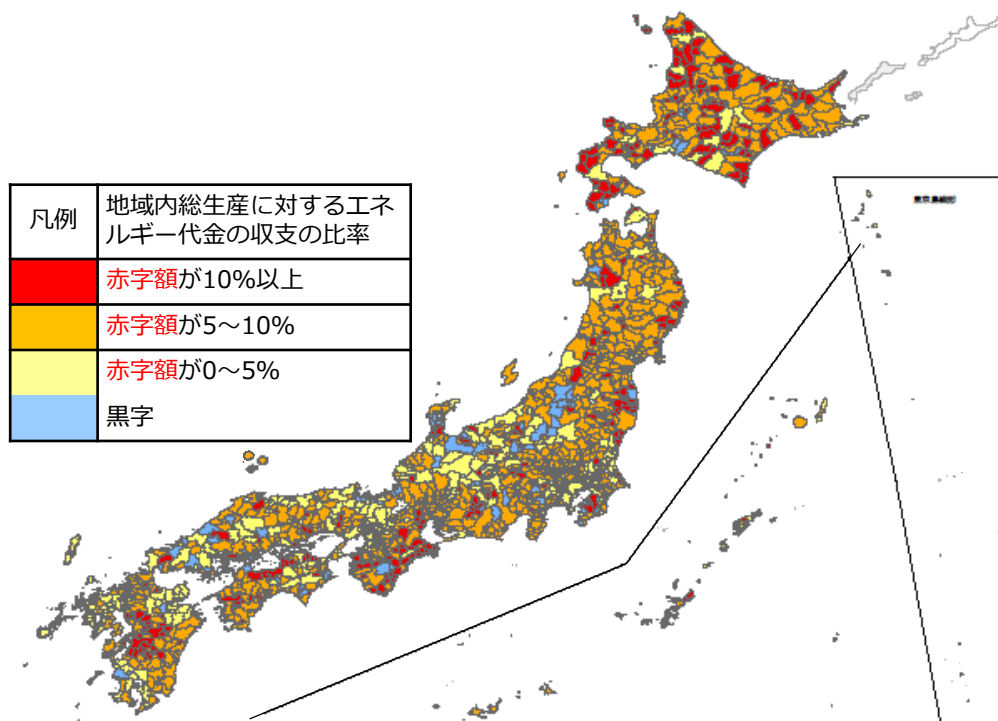 凡例
地域内総生産に対するエネ
ルギー代金の収支の比率
赤字額が10%以上
赤字額が5～10%
赤字額が0～5%
黒字